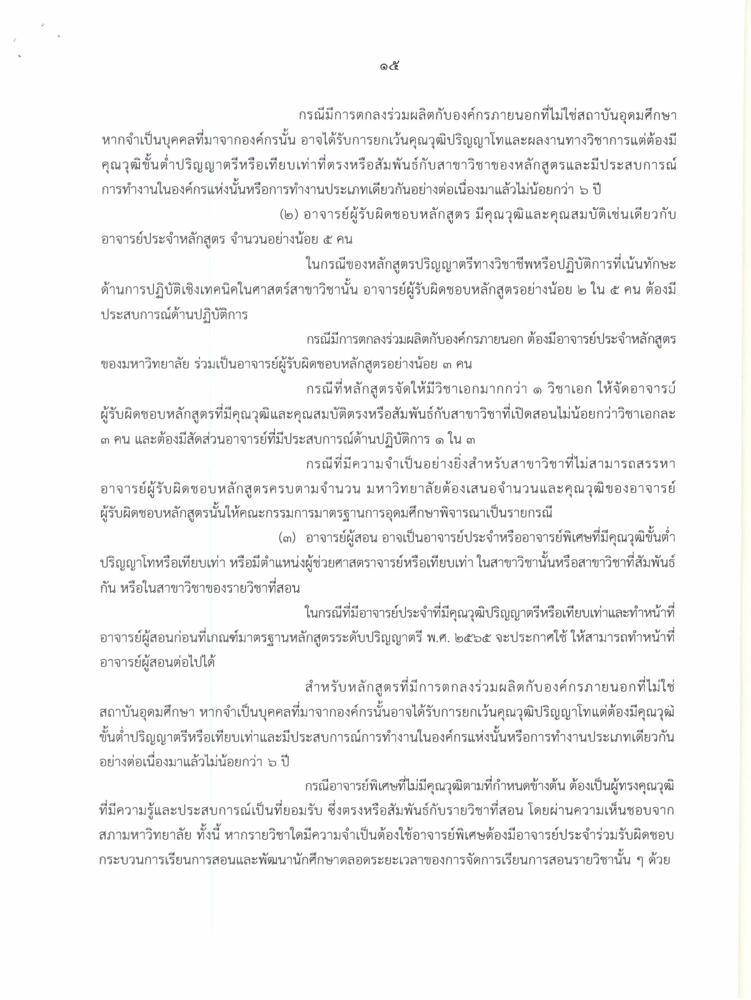 ๑๕
กรณีมีการตกลงร่วมผลิตกับองค์กรภายนอกที่ไม่ใช่สถาบันอุดมศึกษา
หากจำเป็นบุคคลที่มาจากองค์กรนั้น อาจได้รับการยกเว้นคุณวุฒิปริญญาโทและผลงานทางวิชาการแต่ต้องมี
คุณวุฒิขั้นต่ำปริญญาตรีหรือเทียบเท่าที่ตรงหรือสัมพันธ์กับสาขาวิชาของหลักสูตรและมีประสบการณ์
การทำงานในองค์กรแห่งนั้นหรือการทำงานประเภทเดียวกันอย่างต่อเนื่องมาแล้วไม่น้อยกว่า ๖ ปี
(๒) อาจารย์ผู้รับผิดชอบหลักสูตร มีคุณวุฒิและคุณสมบัติเช่นเดียวกับ
อาจารย์ประจำหลักสูตร จำนวนอย่างน้อย ๕ คน
ในกรณีของหลักสูตรปริญญาตรีทางวิชาชีพหรือปฏิบัติการที่เน้นทักษะ
ด้านการปฏิบัติเชิงเทคนิคในศาสตร์สาขาวิชานั้น อาจารย์ผู้รับผิดชอบหลักสูตรอย่างน้อย ๒ ใน ๕ คน ต้องมี
ประสบการณ์ด้านปฏิบัติการ
กรณีมีการตกลงร่วมผลิตกับองค์กรภายนอก ต้องมีอาจารย์ประจำหลักสูตร
ของมหาวิทยาลัย ร่วมเป็นอาจารย์ผู้รับผิดชอบหลักสูตรอย่างน้อย ๓ คน
กรณีที่หลักสูตรจัดให้มีวิชาเอกมากกว่า ๑ วิชาเอก ให้จัดอาจารย์
ผู้รับผิดชอบหลักสูตรที่มีคุณวุฒิและคุณสมบัติตรงหรือสัมพันธ์กับสาขาวิชาที่เปิดสอนไม่น้อยกว่าวิชาเอกละ
๓ คน และต้องมีสัดส่วนอาจารย์ที่มีประสบการณ์ด้านปฏิบัติการ ๑ ใน ๓
กรณีที่มีความจำเป็นอย่างยิ่งสำหรับสาขาวิชาที่ไม่สามารถสรรหา
อาจารย์ผู้รับผิดชอบหลักสูตรครบตามจำนวน มหาวิทยาลัยต้องเสนอจำนวนและคุณวุฒิของอาจารย์
ผู้รับผิดชอบหลักสูตรนั้นให้คณะกรรมการมาตรฐานการอุดมศึกษาพิจารณาเป็นรายกรณี
(๓) อาจารย์ผู้สอน อาจเป็นอาจารย์ประจำหรืออาจารย์พิเศษที่มีคุณวุฒิขั้นต่ำ
ปริญญาโทหรือเทียบเท่า หรือมีตำแหน่งผู้ช่วยศาสตราจารย์หรือเทียบเท่า ในสาขาวิชานั้นหรือสาขาวิชาที่สัมพันธ์
กัน หรือในสาขาวิชาของรายวิชาที่สอน
ในกรณีที่มีอาจารย์ประจำที่มีคุณวุฒิปริญญาตรีหรือเทียบเท่าและทำหน้าที่
อาจารย์ผู้สอนก่อนที่เกณฑ์มาตรฐานหลักสูตรระดับปริญญาตรี พ.ศ. ๒๕๖๕ จะประกาศใช้ ให้สามารถทำหน้าที่
อาจารย์ผู้สอนต่อไปได้
สำหรับหลักสูตรที่มีการตกลงร่วมผลิตกับองค์กรภายนอกที่ไม่ใช่
สถาบันอุดมศึกษา หากจำเป็นบุคคลที่มาจากองค์กรนั้นอาจได้รับการยกเว้นคุณวุฒิปริญญาโทแต่ต้องมีคุณวุฒิ
ขั้นต่ำปริญญาตรีหรือเทียบเท่าและมีประสบการณ์การทำงานในองค์กรแห่งนั้นหรือการทำงานประเภทเดียวกัน
อย่างต่อเนื่องมาแล้วไม่น้อยกว่า ๖ ปี
กรณีอาจารย์พิเศษที่ไม่มีคุณวุฒิตามที่กำหนดข้างต้น ต้องเป็นผู้ทรงคุณวุฒิ
ที่มีความรู้และประสบการณ์เป็นที่ยอมรับ ซึ่งตรงหรือสัมพันธ์กับรายวิชาที่สอน โดยผ่านความเห็นชอบจาก
สภามหาวิทยาลัย ทั้งนี้ หากรายวิชาใดมีความจำเป็นต้องใช้อาจารย์พิเศษต้องมีอาจารย์ประจำร่วมรับผิดชอบ
กระบวนการเรียนการสอนและพัฒนานักศึกษาตลอดระยะเวลาของการจัดการเรียนการสอนรายวิชานั้น ๆ ด้วย